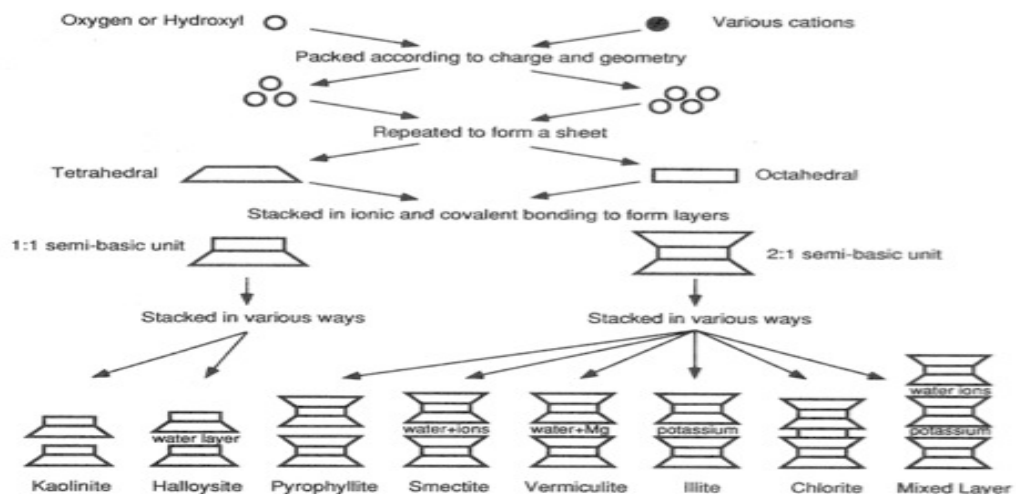 Oxygen or Hydroxyl
Various cations
Packed according to charge and geometry
Repeated to form a sheet
Tetrahedral
Octahedral
Stacked in ionic and covalent bonding to form layers
1:1 semi-basic unit
2:1 semi-basic unit
Stacked in various ways
Stacked in various ways
water ions
water layer
water+ions
water+Mg
potassium
potassium
Kaolinite
Halloysite
Pyrophyllite
Smectite
Vermiculite
Illite
Chlorite
Mixed Layer